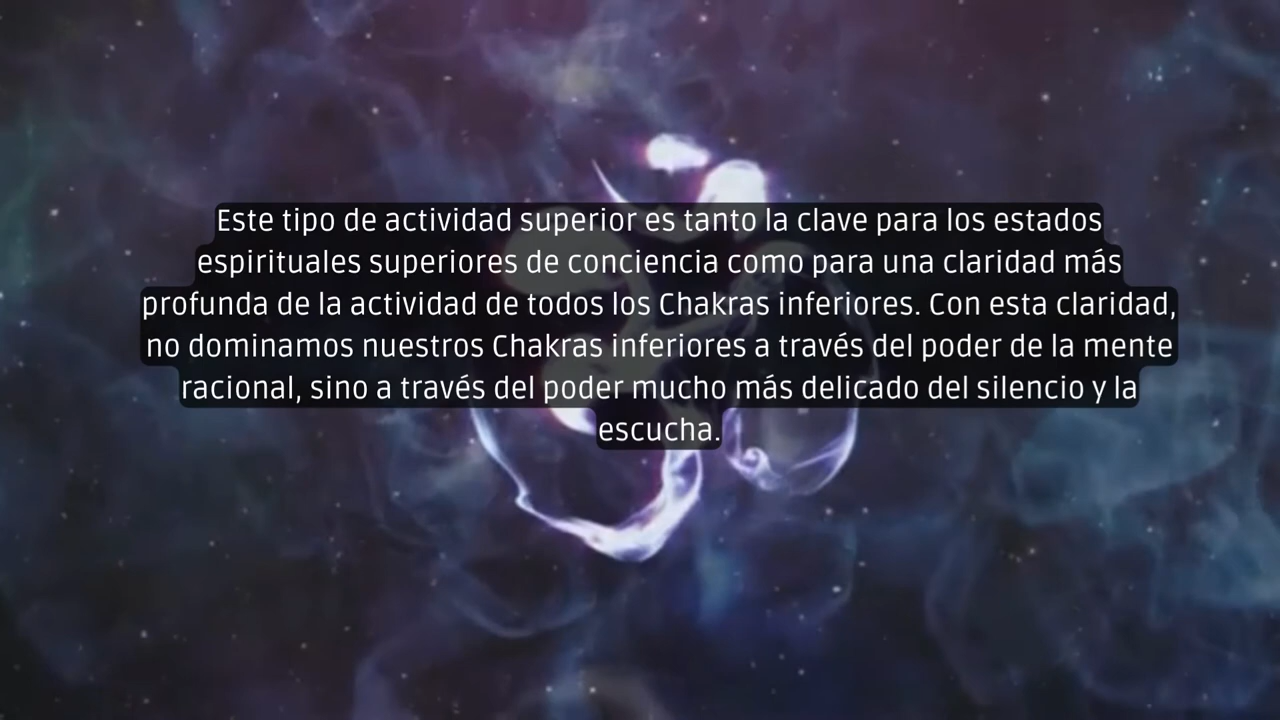 Este tipo de actividad superior es tanto la clave para los estados
espirituales superiores de conciencia como para una claridad más
profunda de la actividad de todos los Chakras inferiores. Con esta claridad,
no dominamos nuestros Chakras inferiores a través del poder de la mente
racional, sino a través del poder mucho más delicado del silencio y la
escucha.